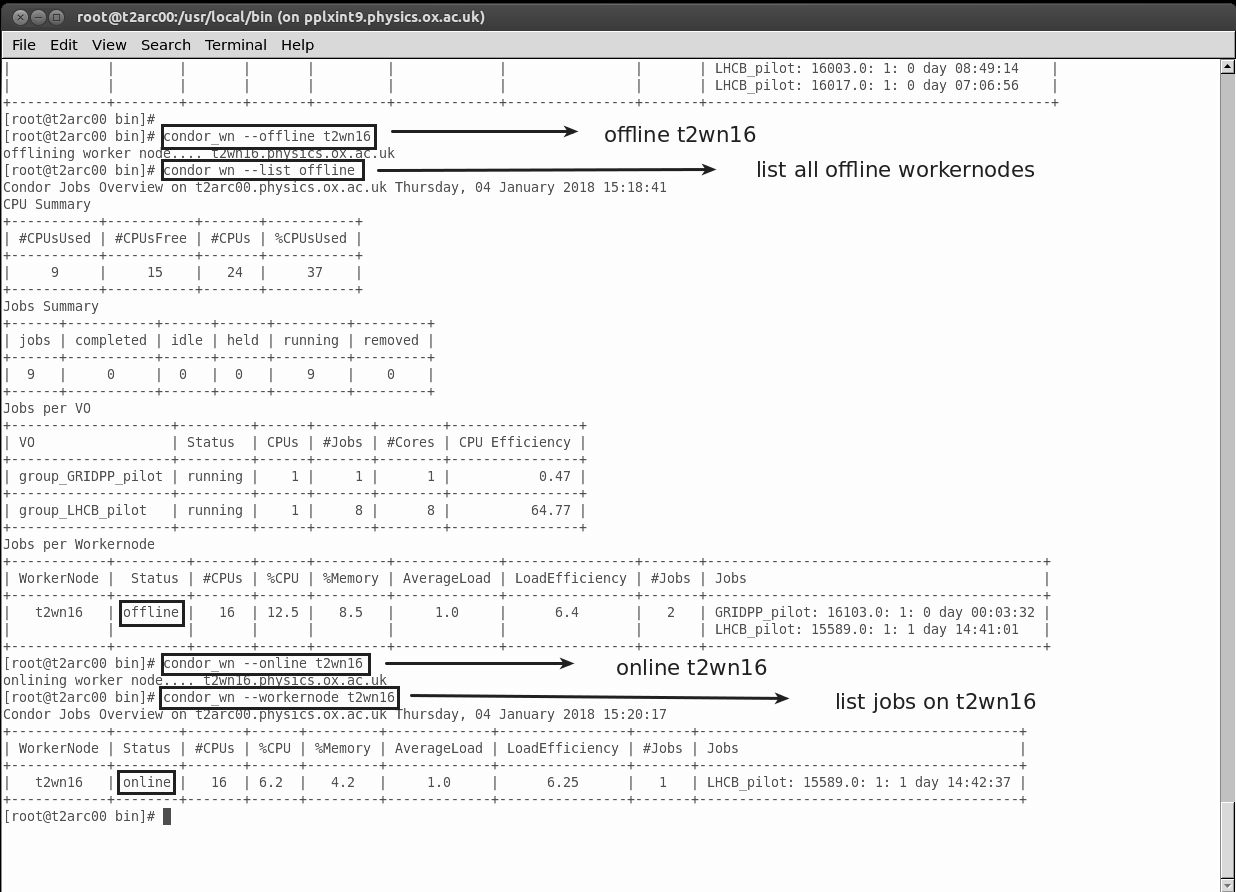 root@t2arc00:/usr/local/bin (on pplxint9.physics.ox.ac.uk)
File Edit View Search Terminal Help
|            |        |       |       |         |             |                |       | LHCB_pilot: 16003.0: 1: 0 day 08:49:14    |
|            |        |       |       |         |             |                |       | LHCB_pilot: 16017.0: 1: 0 day 07:06:56    |
+------------+--------+-------+-------+---------+-------------+----------------+-------+-------------------------------------------+
[root@t2arc00 bin]#
[root@t2arc00 bin]# condor_wn --offline t2wn16 offline t2wn16
offlining worker node.... t2wn16.physics.ox.ac.uk
[root@t2arc00 bin]# condor_wn --list offline list all offline workernodes
Condor Jobs Overview on t2arc00.physics.ox.ac.uk Thursday, 04 January 2018 15:18:41
CPU Summary
+-----------+-----------+-------+-----------+
| #CPUsUsed | #CPUsFree | #CPUs | %CPUsUsed |
+-----------+-----------+-------+-----------+
|     9     |     15    |   24  |     37    |
+-----------+-----------+-------+-----------+
Jobs Summary
+------+-----------+------+------+---------+---------+
| jobs | completed | idle | held | running | removed |
+------+-----------+------+------+---------+---------+
|  9   |     0     |  0   |  0   |    9    |    0    |
+------+-----------+------+------+---------+---------+
Jobs per VO
+--------------------+---------+------+-------+--------+----------------+
| VO                 | Status  | CPUs | #Jobs | #Cores | CPU Efficiency |
+--------------------+---------+------+-------+--------+----------------+
| group_GRIDPP_pilot | running |    1 |     1 |      1 |           0.47 |
+--------------------+---------+------+-------+--------+----------------+
| group_LHCB_pilot   | running |    1 |     8 |      8 |          64.77 |
+--------------------+---------+------+-------+--------+----------------+
Jobs per Workernode
+------------+---------+-------+------+---------+-------------+----------------+-------+------------------------------------------+
| WorkerNode |  Status | #CPUs | %CPU | %Memory | AverageLoad | LoadEfficiency | #Jobs | Jobs                                     |
+------------+---------+-------+------+---------+-------------+----------------+-------+------------------------------------------+
|   t2wn16   | offline |   16  | 12.5 |   8.5   |     1.0     |      6.4       |   2   | GRIDPP_pilot: 16103.0: 1: 0 day 00:03:32 |
|            |         |       |      |         |             |                |       | LHCB_pilot: 15589.0: 1: 1 day 14:41:01   |
+------------+---------+-------+------+---------+-------------+----------------+-------+------------------------------------------+
[root@t2arc00 bin]# condor_wn --online t2wn16 online t2wn16
onlining worker node.... t2wn16.physics.ox.ac.uk
[root@t2arc00 bin]# condor_wn --workernode t2wn16 list jobs on t2wn16
Condor Jobs Overview on t2arc00.physics.ox.ac.uk Thursday, 04 January 2018 15:20:17
+------------+--------+-------+------+---------+-------------+----------------+-------+----------------------------------------+
| WorkerNode | Status | #CPUs | %CPU | %Memory | AverageLoad | LoadEfficiency | #Jobs | Jobs                                   |
+------------+--------+-------+------+---------+-------------+----------------+-------+----------------------------------------+
|   t2wn16   | online |   16  | 6.2  |   4.2   |     1.0     |      6.25      |   1   | LHCB_pilot: 15589.0: 1: 1 day 14:42:37 |
+------------+--------+-------+------+---------+-------------+----------------+-------+----------------------------------------+
[root@t2arc00 bin]#